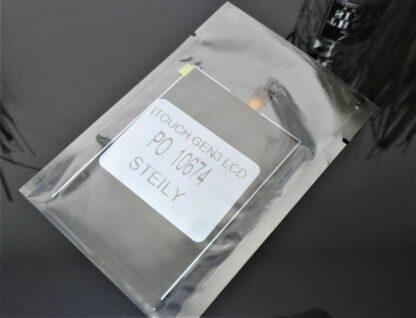 ITOUCH GEN3 LCD
PO 10674
STEILY